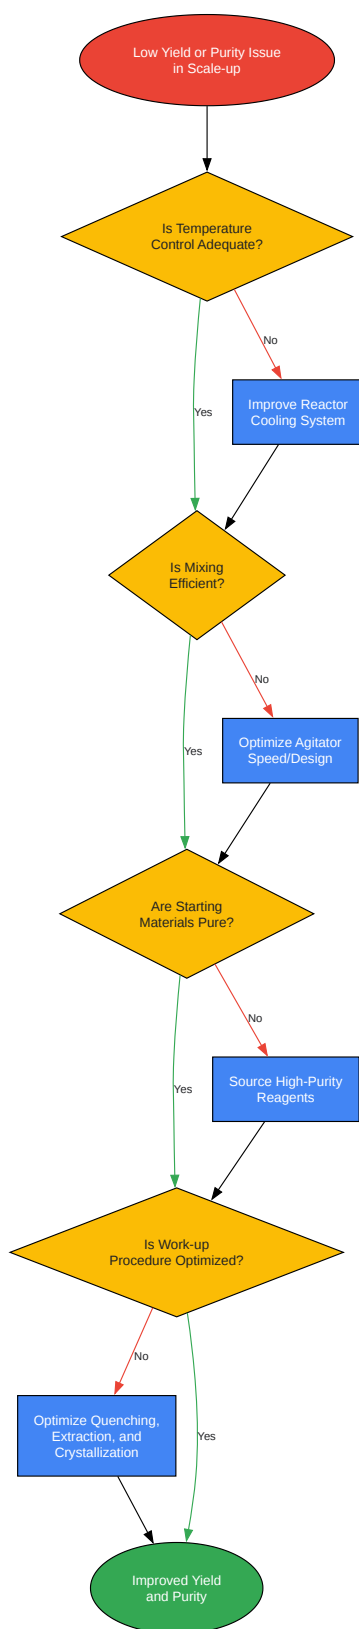 Low Yield or Purity Issue
in Scale-up
Is Temperature
Control Adequate?
No
Improve Reactor
Cooling System
Yes
Is Mixing
Efficient?
No
Optimize Agitator
Speed/Design
Yes
Are Starting
Materials Pure?
No
Source High-Purity
Reagents
Yes
Is Work-up
Procedure Optimized?
No
Optimize Quenching,
Extraction, and
Crystallization
Yes
Improved Yield
and Purity